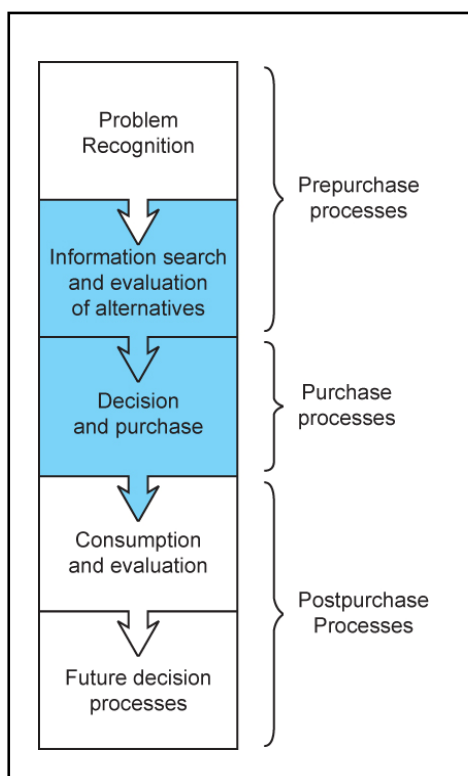 Problem
Recognition
Prepurchase
processes
Information search
and evaluation
of alternatives
Decision
and purchase
Purchase
processes
Consumption
and evaluation
Postpurchase
Processes
Future decision
processes